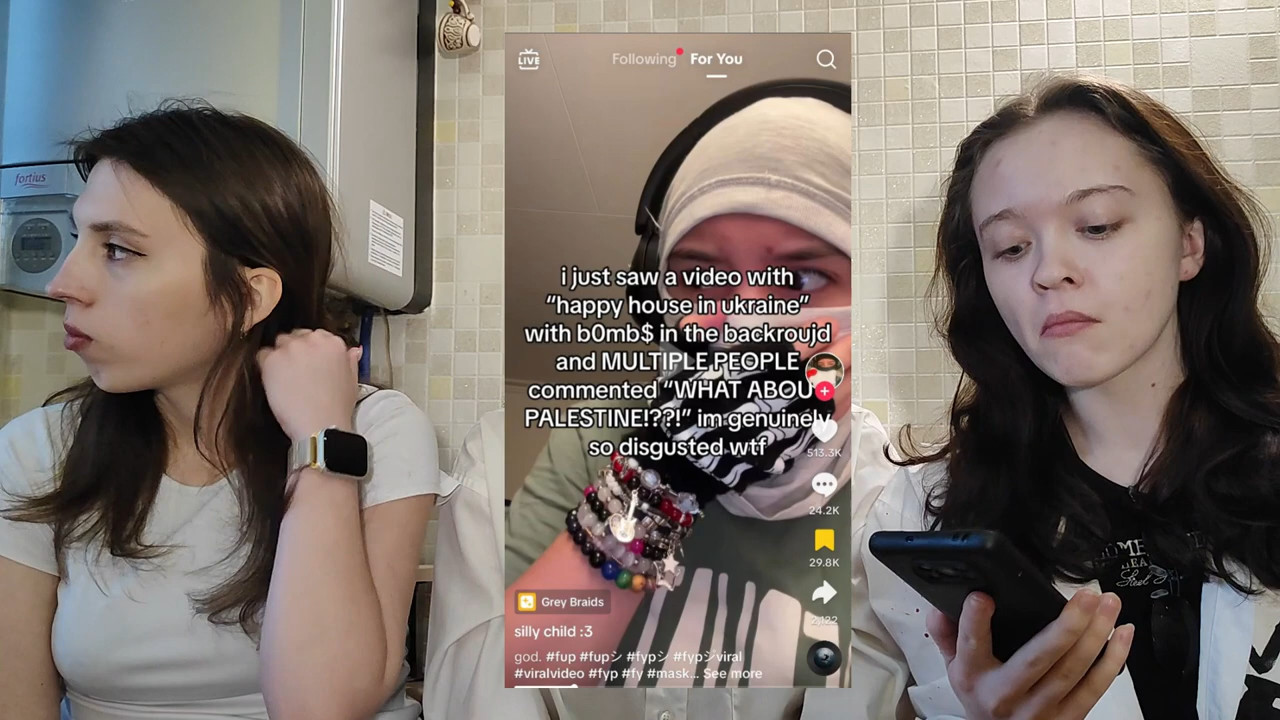 fortius
LIVE
Following For You
i just saw a video with
“happy house in ukraine”
with b0mb$ in the backroujd
and MULTIPLE PEOPLE
commented “WHAT ABOU
PALESTINE!??!” im genuinely
so disgusted wtf
513.3K
24.2K
29.8K
2,122
Grey Braids
silly child :3
god. #fup #fupシ #fypシ #fypシviral
#viralvideo #fyp #fy #mask... See more